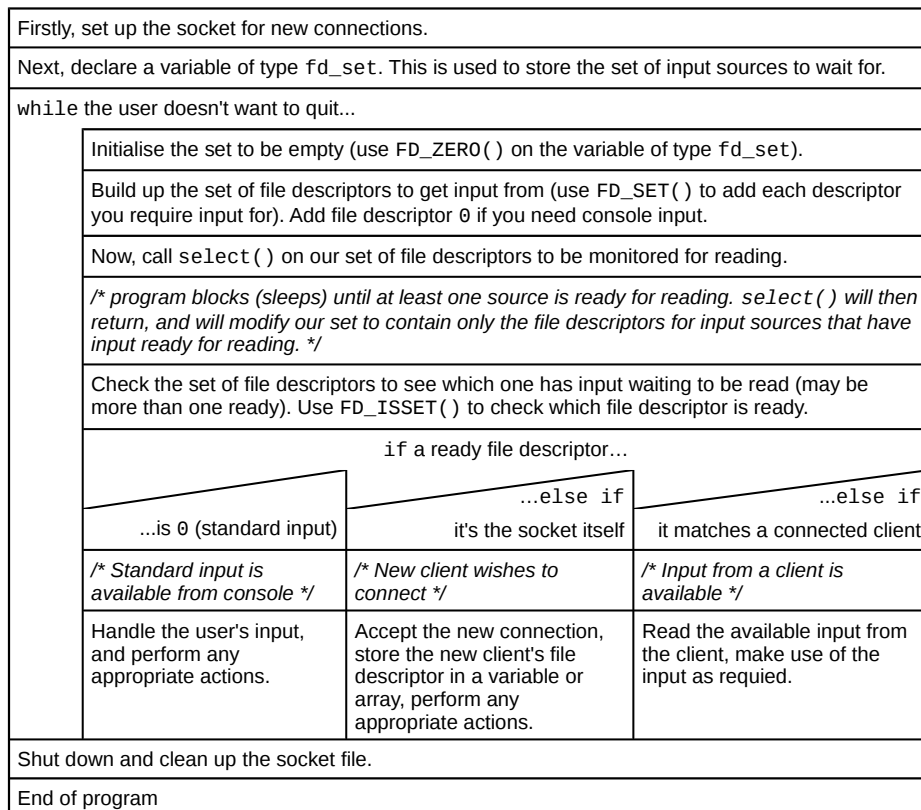 Firstly, set up the socket for new connections.
Next, declare a variable of type fd_set. This is used to store the set of input sources to wait for.
while the user doesn't want to quit...
Initialise the set to be empty (use FD_ZERO() on the variable of type fd_set).
Build up the set of file descriptors to get input from (use FD_SET() to add each descriptor
you require input for). Add file descriptor 0 if you need console input.
Now, call select() on our set of file descriptors to be monitored for reading.
/* program blocks (sleeps) until at least one source is ready for reading. select() will then
return, and will modify our set to contain only the file descriptors for input sources that have
input ready for reading. */
Check the set of file descriptors to see which one has input waiting to be read (may be
more than one ready). Use FD_ISSET() to check which file descriptor is ready.
if a ready file descriptor…
...is 0 (standard input)
…else if
it's the socket itself
...else if
it matches a connected client
/* Standard input is
available from console */
/* New client wishes to
connect */
/* Input from a client is
available */
Handle the user's input,
and perform any
appropriate actions.
Accept the new connection,
store the new client's file
descriptor in a variable or
array, perform any
appropriate actions.
Read the available input from
the client, make use of the
input as requied.
Shut down and clean up the socket file.
End of program